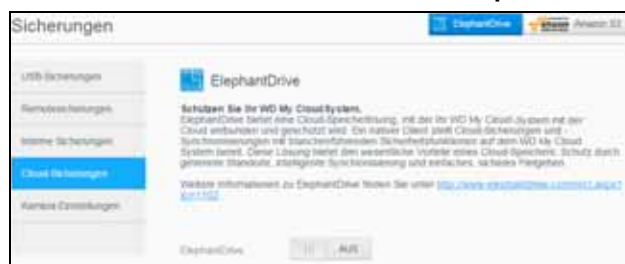 Sicherungen
ElephantDrive
Amazon S3
USB-Sicherungen
Remotesicherungen
Interne Sicherungen
Cloud-Sicherungen
Kamera-Einstellungen
ElephantDrive
Schützen Sie Ihr WD My Cloud-System.
ElephantDrive bietet eine Cloud-Speicherlösung, mit der Ihr WD My Cloud-System mit der
Cloud verbunden und geschützt wird. Ein nativer Client stellt Cloud-Sicherungen und -
Synchronisierungen mit branchenführenden Sicherheitsfunktionen auf dem WD My Cloud
System bereit. Diese Lösung bietet den wesentliche Vorteile eines Cloud-Speichers: Schutz durch
getrennte Standorte, intelligente Synchronisierung und einfaches, sicheres Freigeben.
Weitere Informationen zu ElephantDrive finden Sie unter
ElephantDrive
AUS